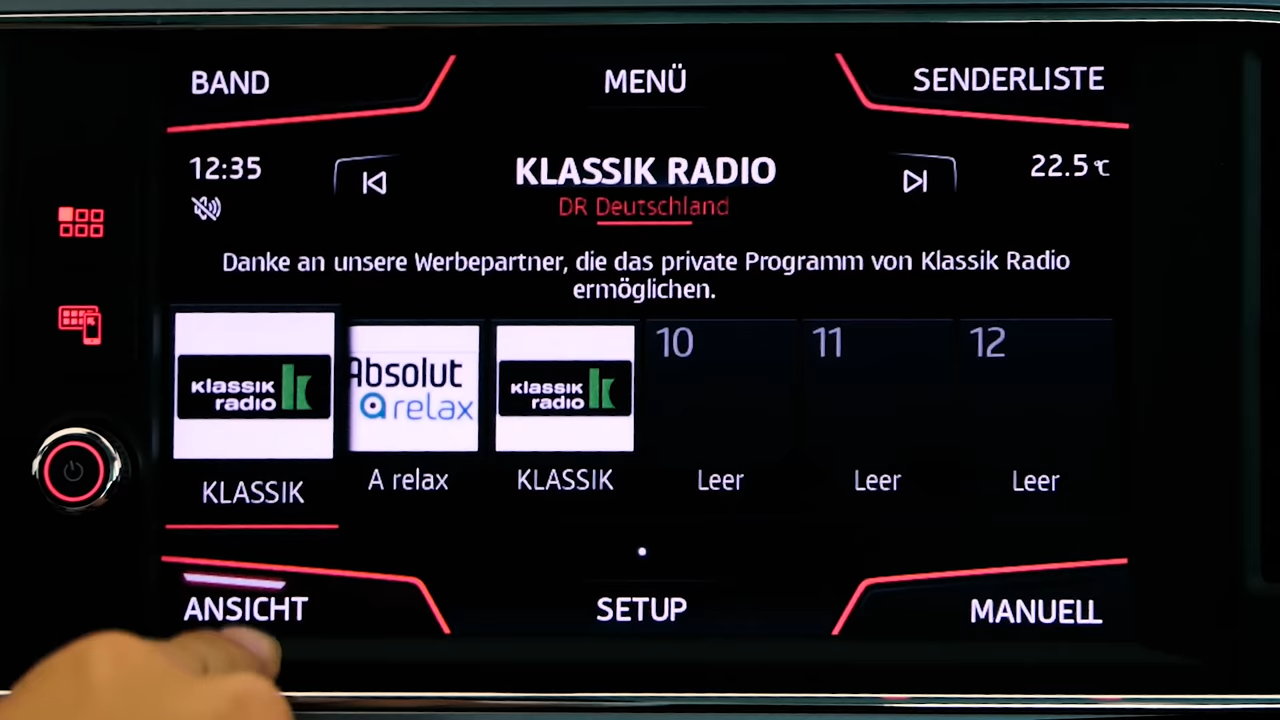 BAND
MENÜ
SENDERLISTE
12:35
KLASSIK RADIO
22.5 °C
DR Deutschland
Danke an unsere Werbepartner, die das private Programm von Klassik Radio
ermöglichen.
KLASSIK
radio
Absolut
relax
KLASSIK
radio
10
11
12
KLASSIK
A relax
KLASSIK
Leer
Leer
Leer
ANSICHT
SETUP
MANUELL